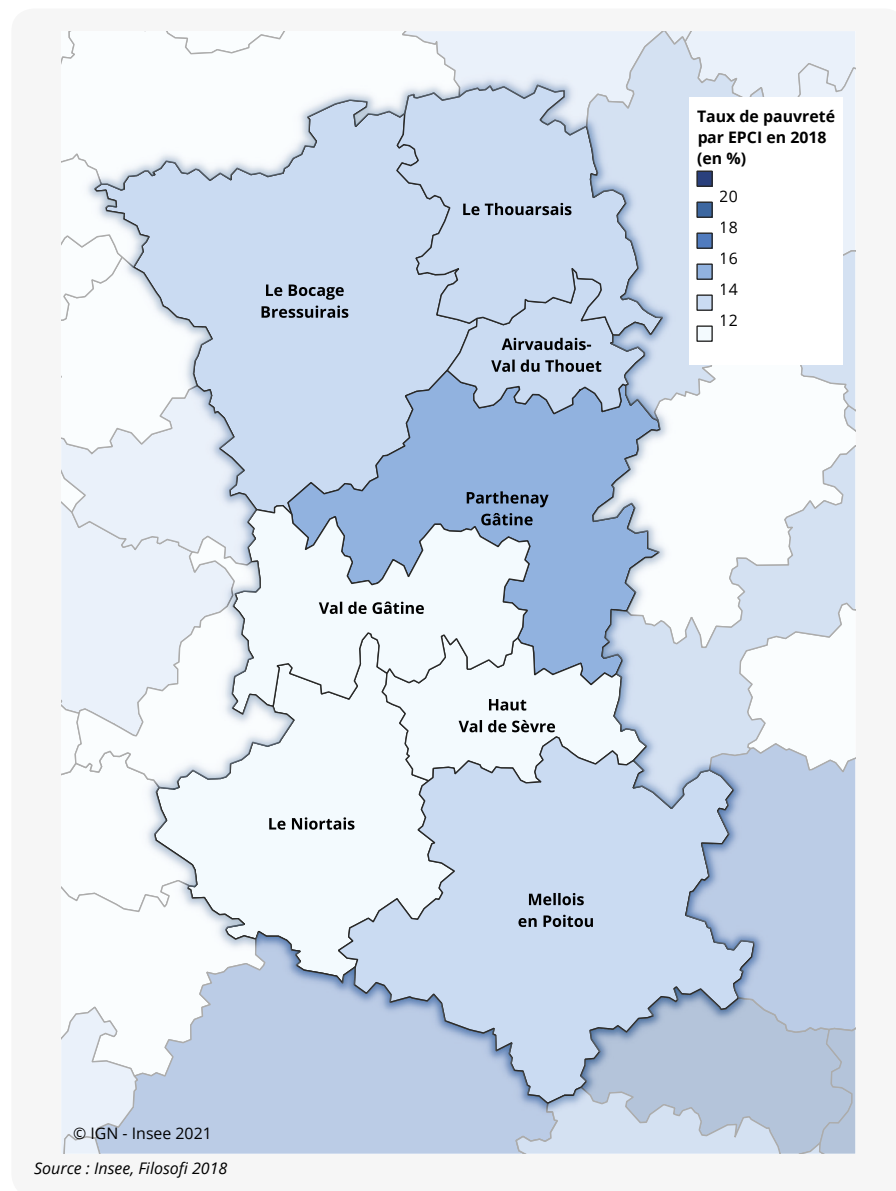 Taux de pauvreté
par EPCI en 2018
(en %)
20
18
16
14
12
Le Thouarsais
Le Bocage
Bressuirais
Airvaudais-
Val du Thouet
Parthenay
Gâtine
Val de Gâtine
Haut
Val de Sèvre
Le Niortais
Mellois
en Poitou
© IGN - Insee 2021
Source : Insee, Filosofi 2018